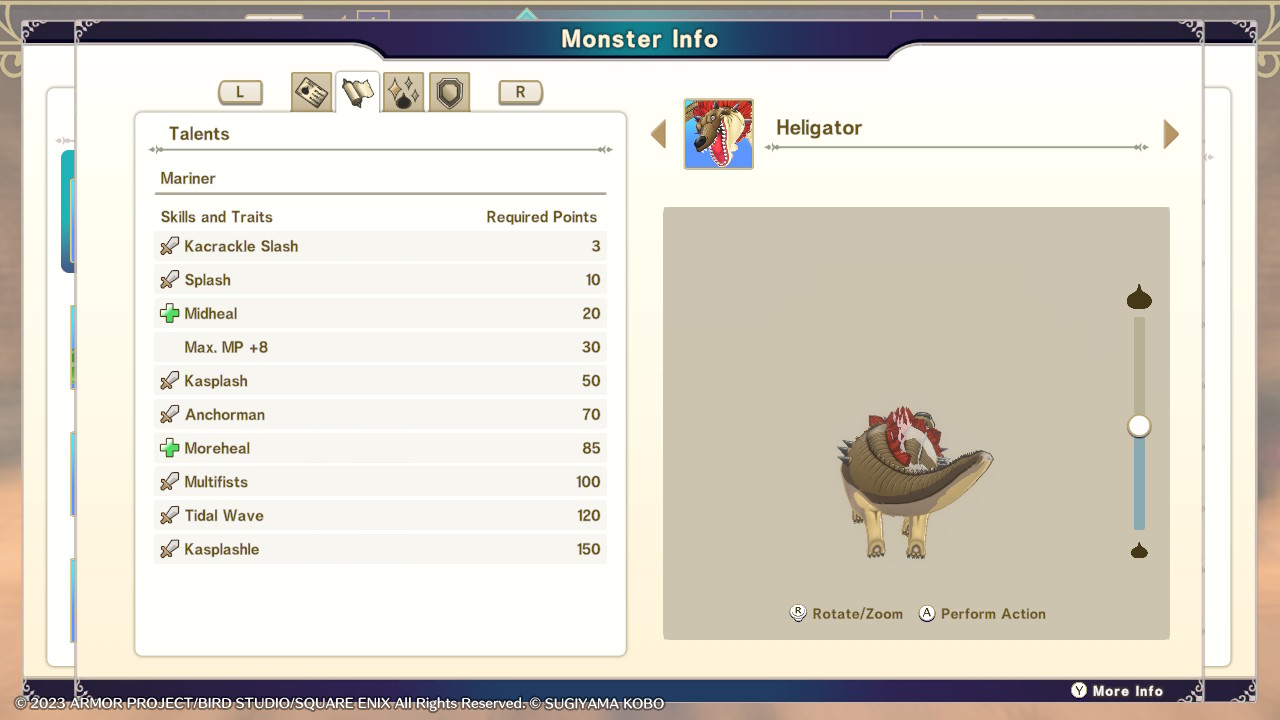 Monster Info
L
R
Talents
Heligator
Mariner
Skills and Traits Required Points
Kacrackle Slash 3
Splash 10
Midheal 20
Max. MP +8 30
Kasplash 50
Anchorman 70
Moreheal 85
Multifists 100
Tidal Wave 120
Kasplashle 150
R Rotate/Zoom A Perform Action
Y More Info
© 2023 ARMOR PROJECT/BIRD STUDIO/SQUARE ENIX All Rights Reserved. © SUGIYAMA KOBO